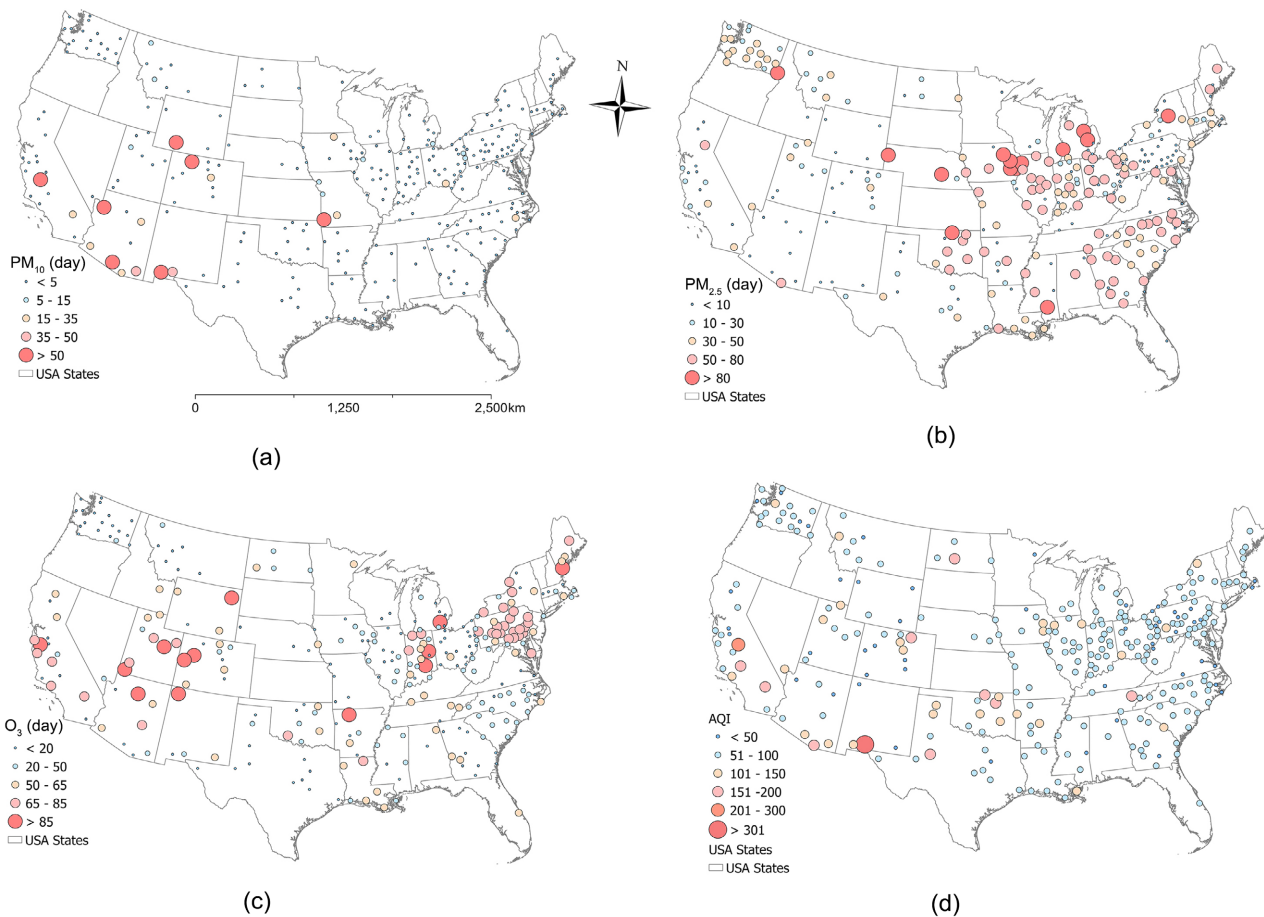 N
PM10 (day)
< 5
5 - 15
15 - 35
35 - 50
> 50
USA States
0 1,250 2,500km
(a)
PM2.5 (day)
< 10
10 - 30
30 - 50
50 - 80
> 80
USA States
(b)
O3 (day)
< 20
20 - 50
50 - 65
65 - 85
> 85
USA States
(c)
AQI
< 50
51 - 100
101 - 150
151 -200
201 - 300
> 301
USA States
USA States
(d)